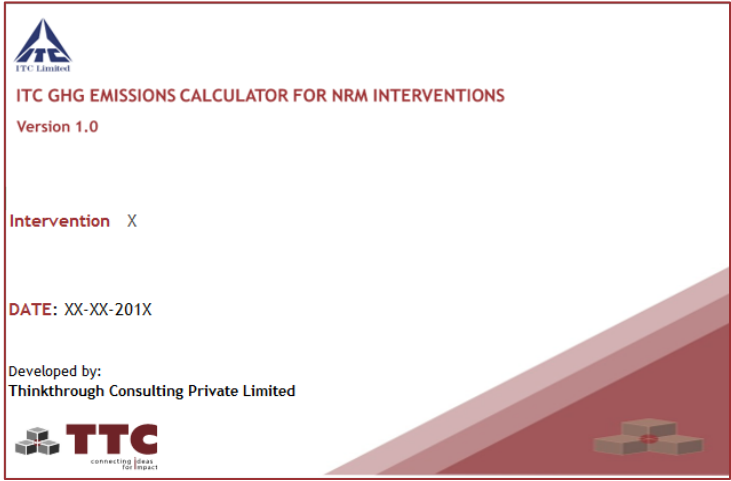 ITC
ITC Limited
ITC GHG EMISSIONS CALCULATOR FOR NRM INTERVENTIONS
Version 1.0
Intervention X
DATE: XX-XX-201X
Developed by:
Thinkthrough Consulting Private Limited
TTC
connecting ideas
for impact